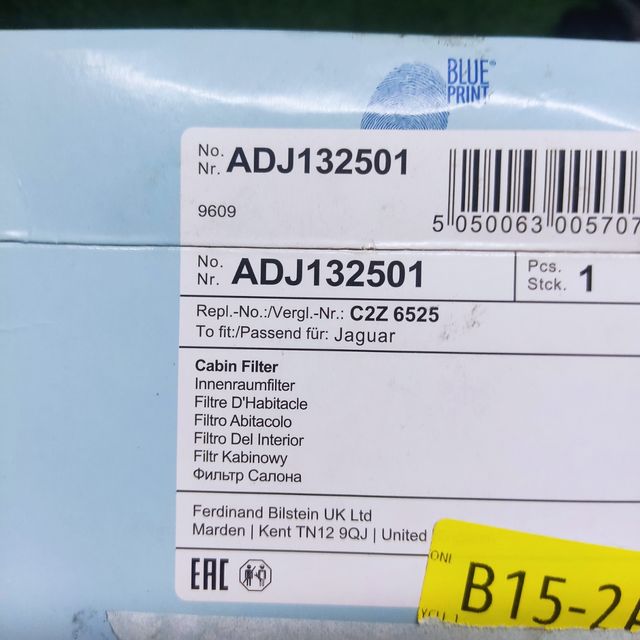 BLUE
PRINT
No.
Nr. ADJ132501
9609
5 050063 005707
No.
Nr. ADJ132501
Pcs.
Stck. 1
Repl.-No.:/Vergl.-Nr.: C2Z 6525
To fit:/Passend für: Jaguar
Cabin Filter
Innenraumfilter
Filtre D'Habitacle
Filtro Abitacolo
Filtro Del Interior
Filtr Kabinowy
Фильтр Салона
Ferdinand Bilstein UK Ltd
Marden | Kent TN12 9QJ | United
EAC
B15-2